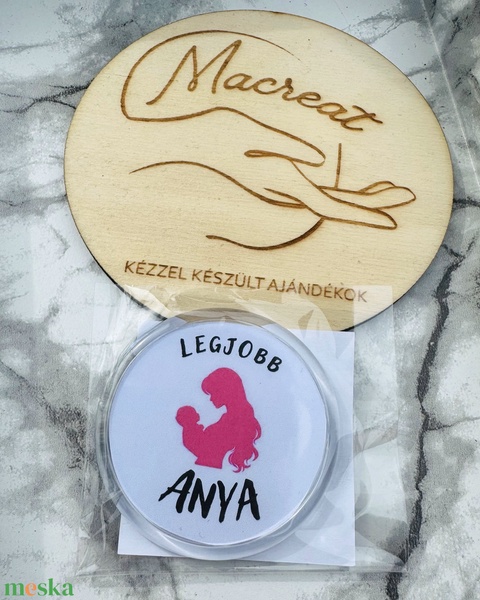 Macreat
KÉZZEL KÉSZÜLT AJÁNDÉKOK
LEGJOBB
ANYA
meska